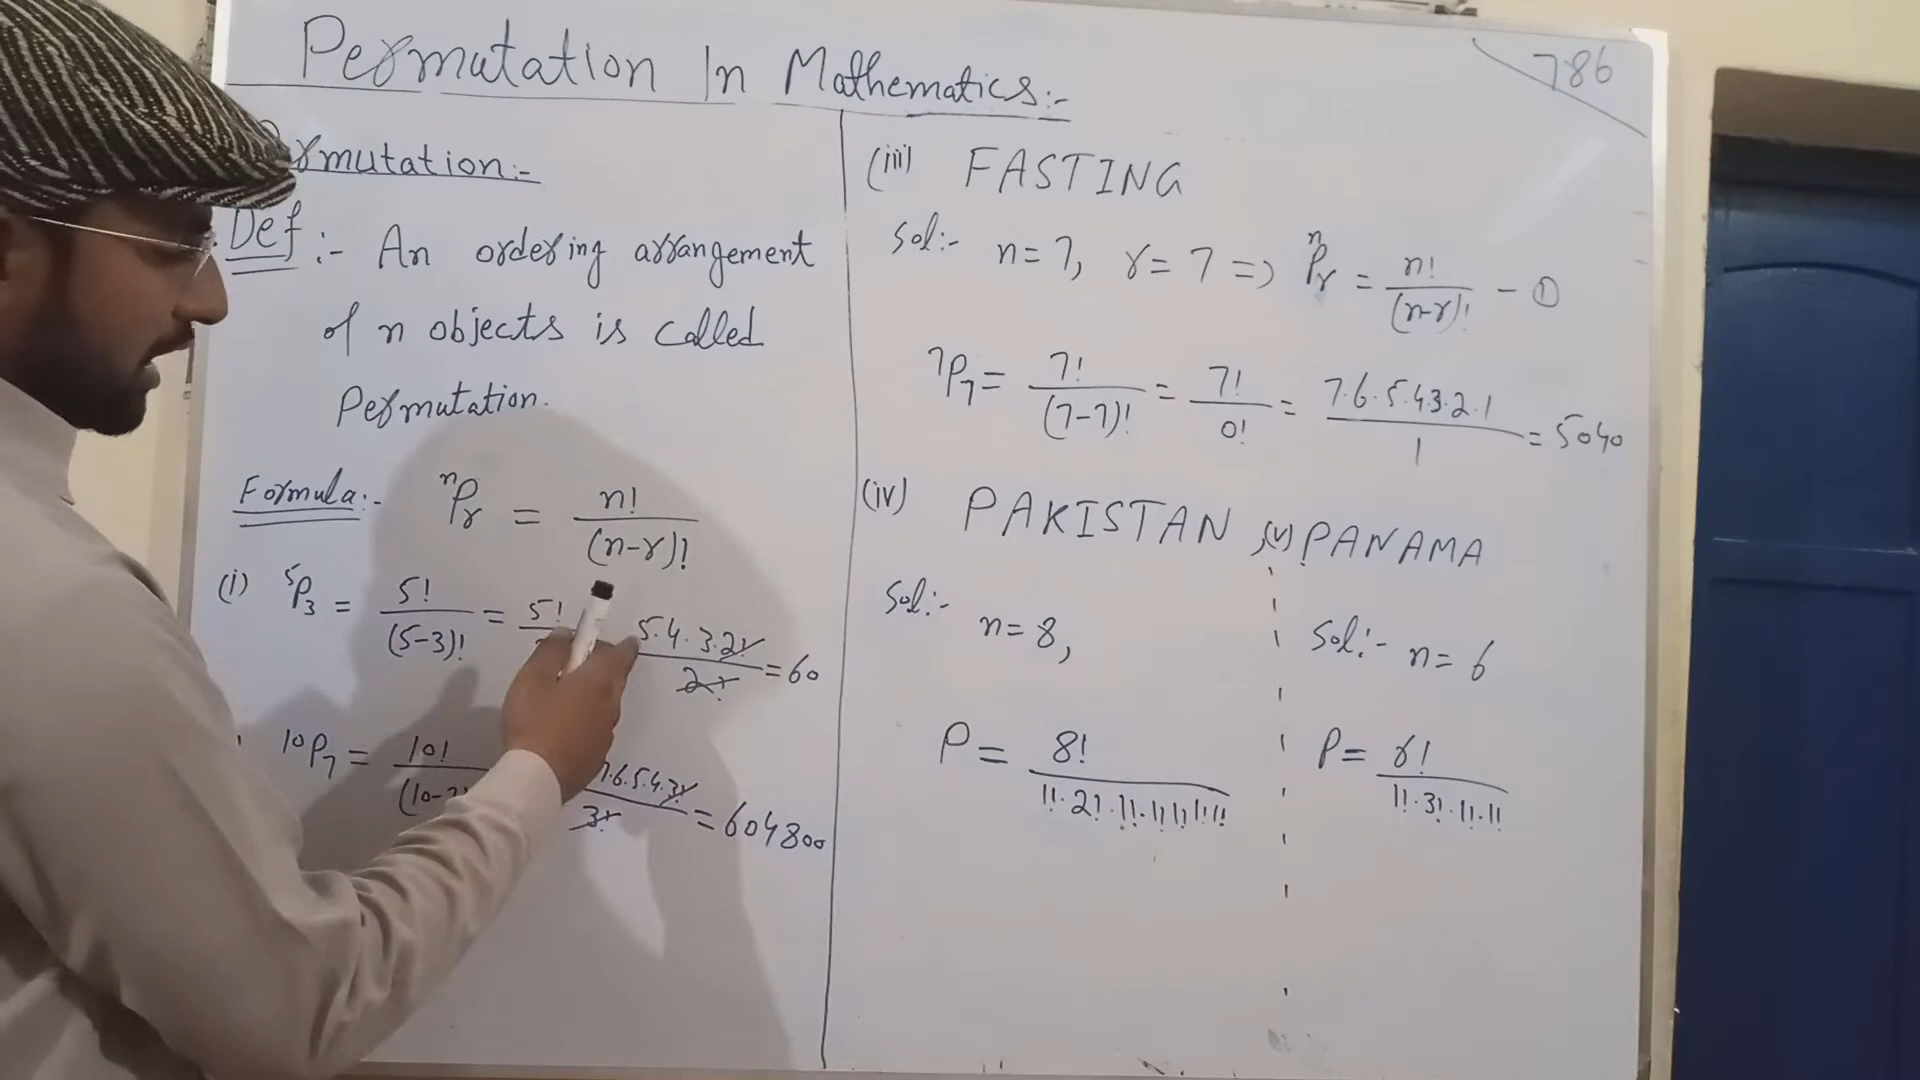 Permutation In Mathematics:-
786
Permutation:-
Def :- An ordering arrangement
of n objects is called
Permutation.
Formula:- ⁿPr = n!/(n-r)!
(i) ⁵P₃ = 5!/(5-3)! = 5! 5.4.3.2!/2! = 60
¹⁰P₇ = 10!/(10-7 7.6.5.4.3!/3! = 604800
(iii) FASTING
Sol:- n=7, r=7 => ⁿPr = n!/(n-r)! - ①
⁷P₇ = 7!/(7-7)! = 7!/0! = 7.6.5.4.3.2.1/1 = 5040
(iv) PAKISTAN ,(v) PANAMA
Sol:- n=8,
P = 8!/1!.2!.1!.1!1!1!1!
Sol:- n=6
P = 6!/1!.3!.1!.1!